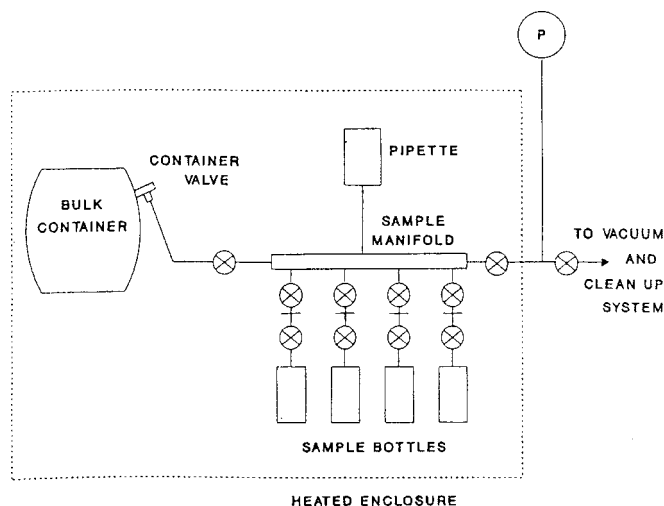 P
CONTAINER
VALVE
PIPETTE
BULK
CONTAINER
SAMPLE
MANIFOLD
TO VACUUM
AND
CLEAN UP
SYSTEM
SAMPLE BOTTLES
HEATED ENCLOSURE